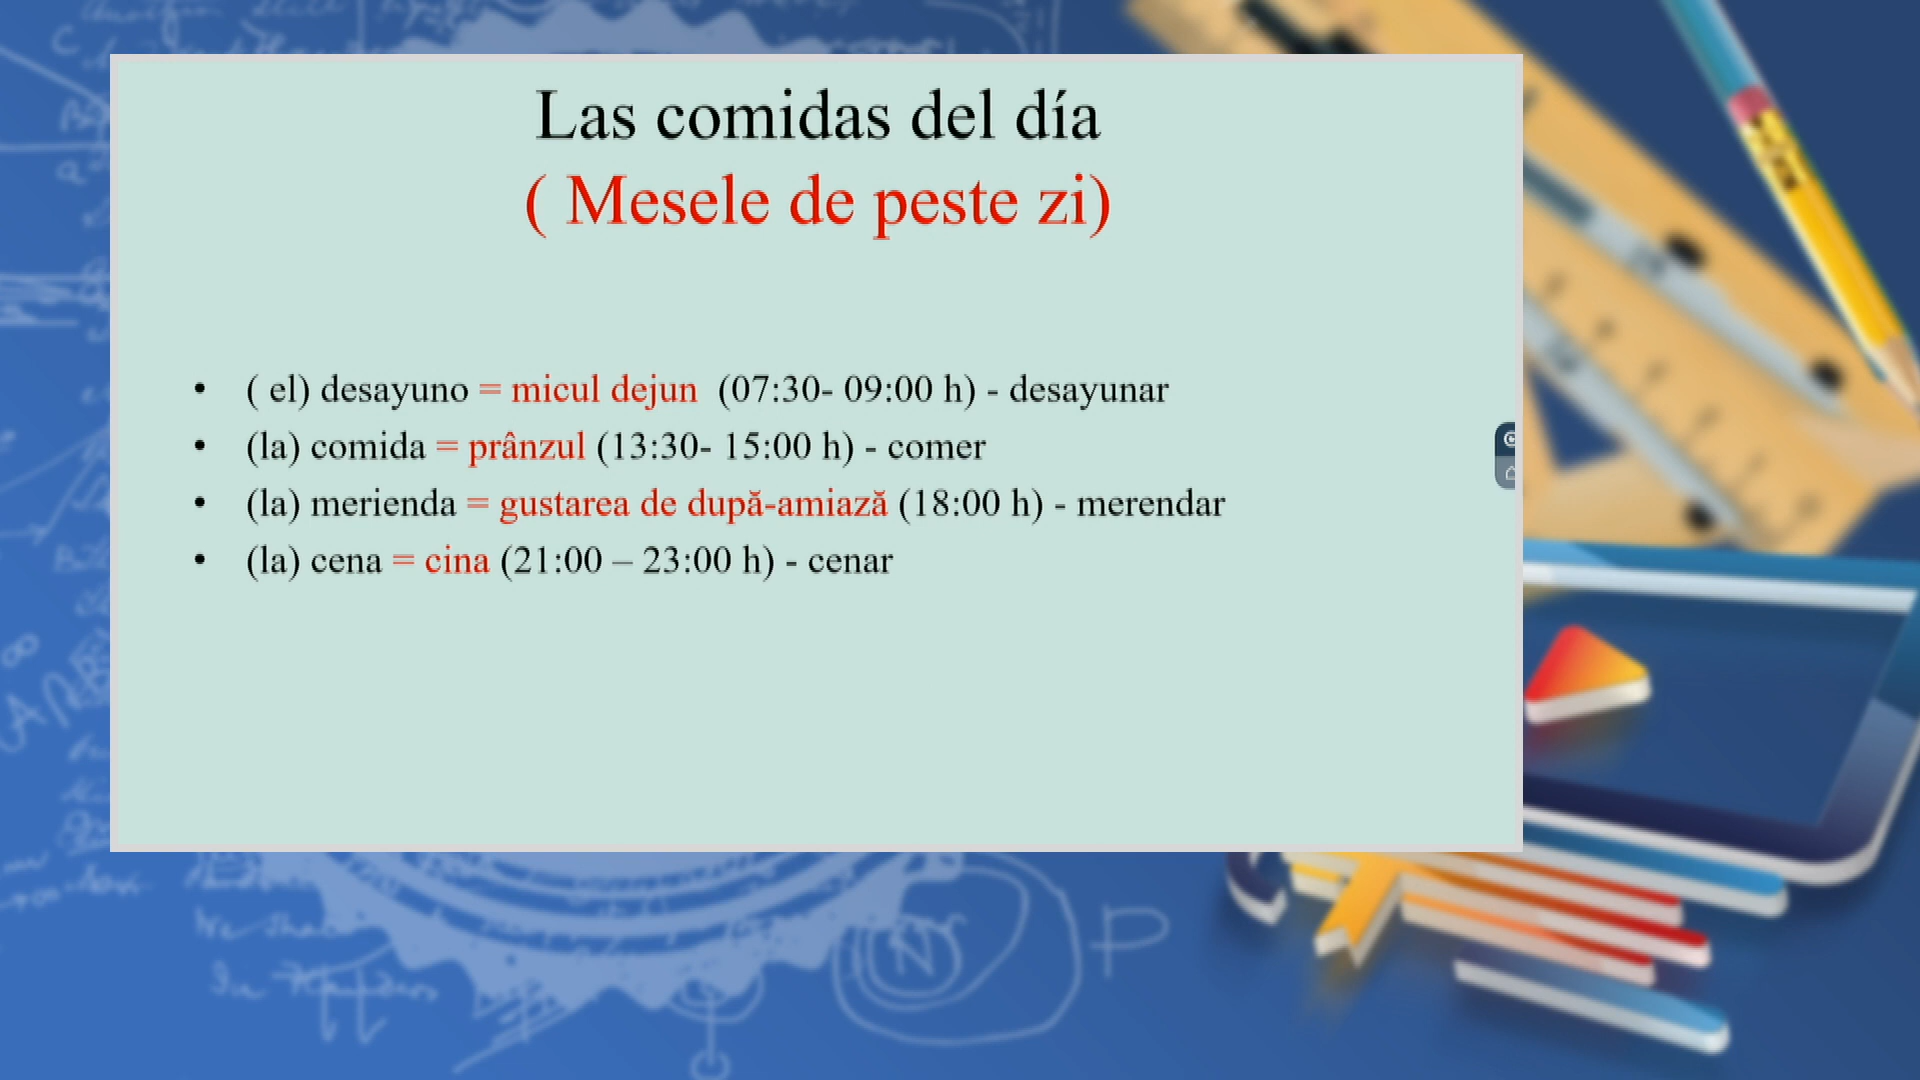 Las comidas del día
( Mesele de peste zi)
• ( el) desayuno = micul dejun (07:30- 09:00 h) - desayunar
• (la) comida = prânzul (13:30- 15:00 h) - comer
• (la) merienda = gustarea de după-amiază (18:00 h) - merendar
• (la) cena = cina (21:00 – 23:00 h) - cenar
N
P